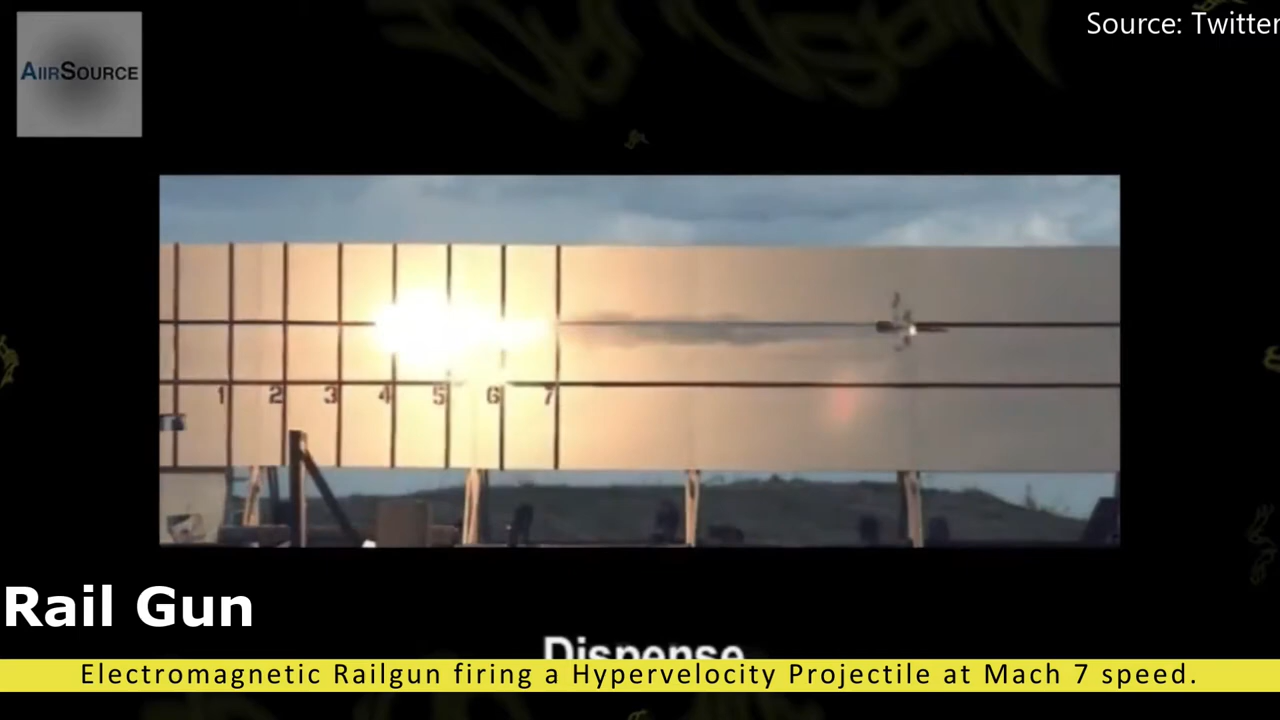 AIIRSOURCE
Source: Twitter
1 2 3 4 5 6 7
Rail Gun
Dispense
Electromagnetic Railgun firing a Hypervelocity Projectile at Mach 7 speed.